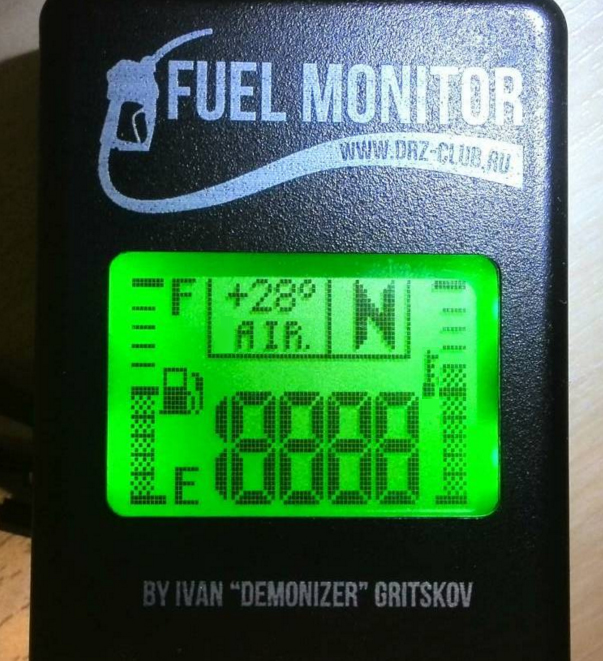 FUEL MONITOR
WWW.DRZ-CLUB.RU
F
+28°
AIR.
N
E
8888
BY IVAN "DEMONIZER" GRITSKOV